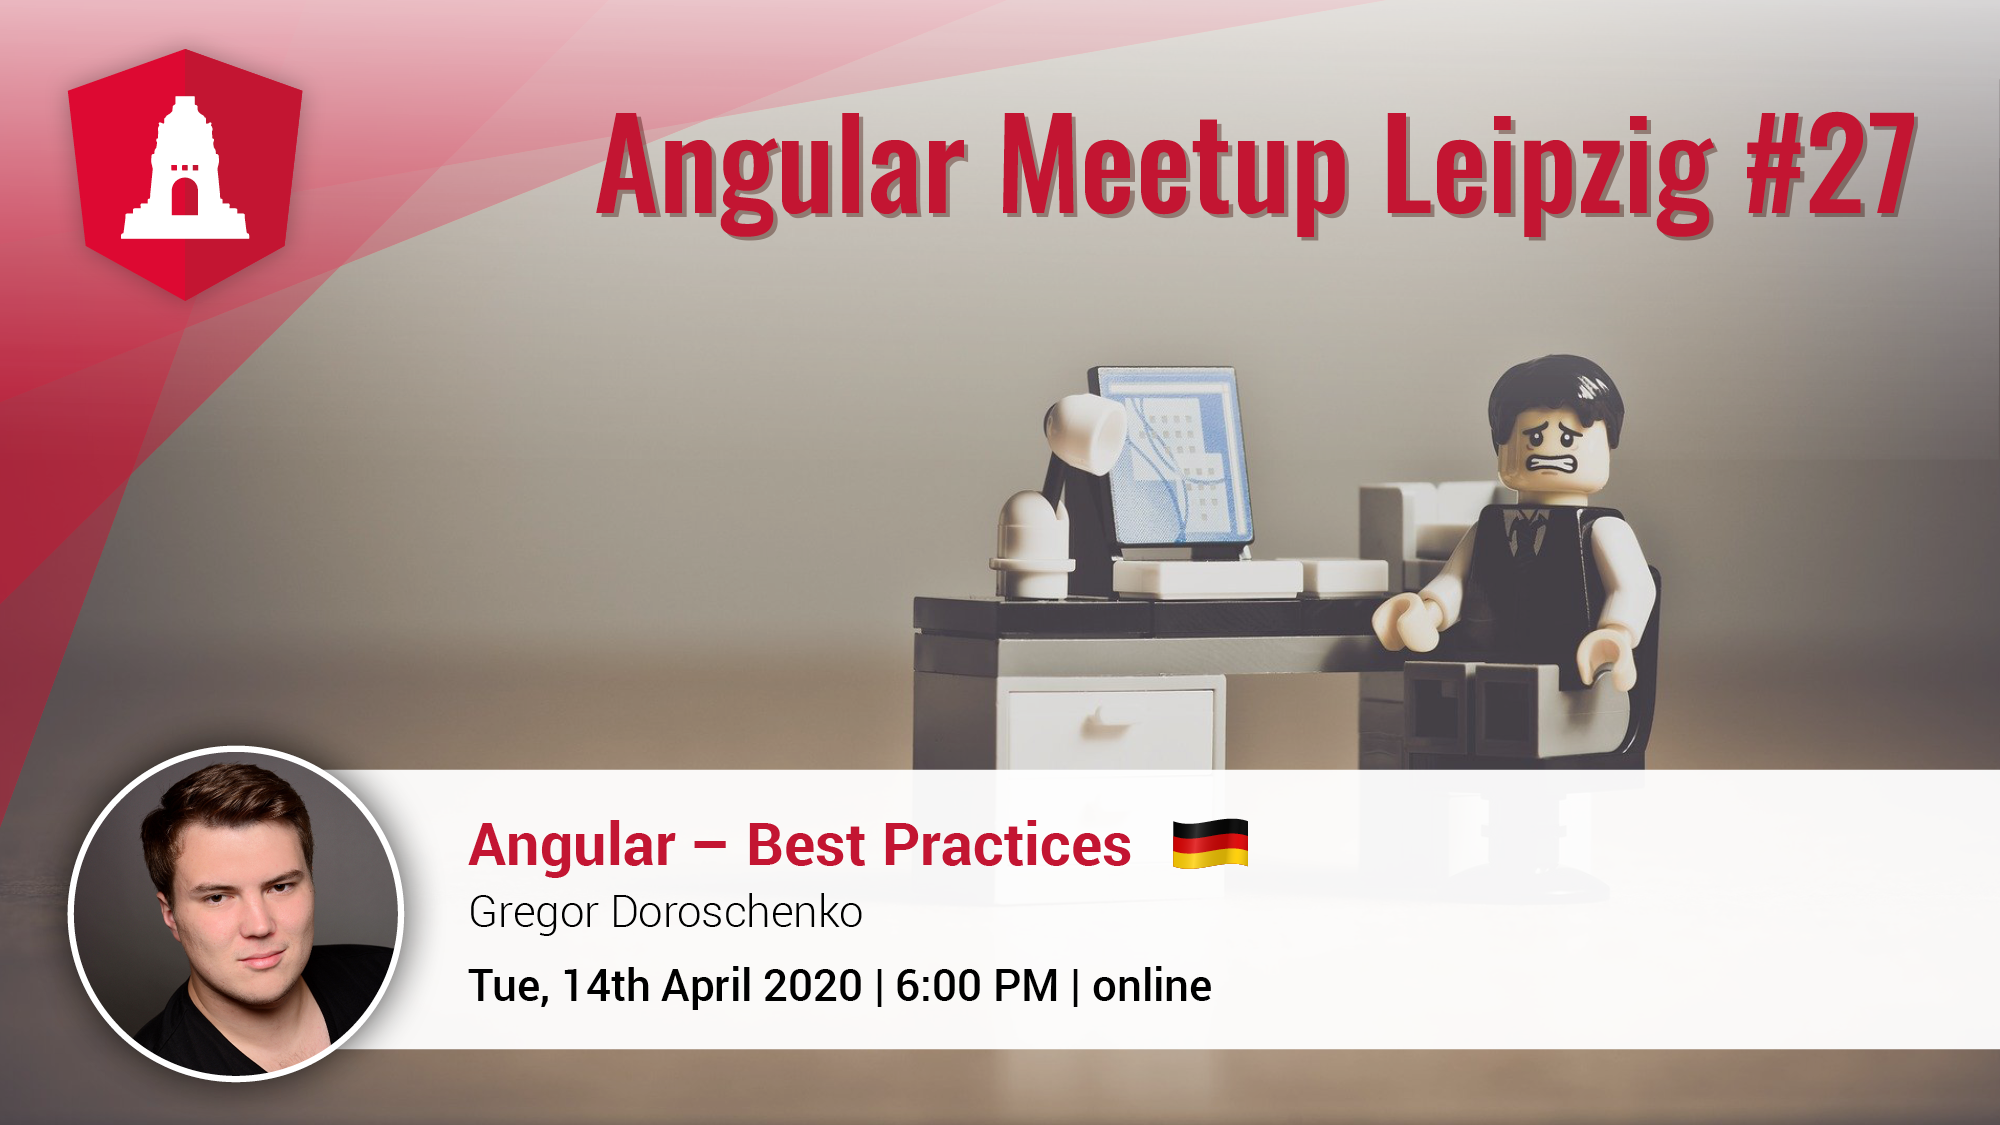 Angular Meetup Leipzig #27
Angular – Best Practices
Gregor Doroschenko
Tue, 14th April 2020 | 6:00 PM | online